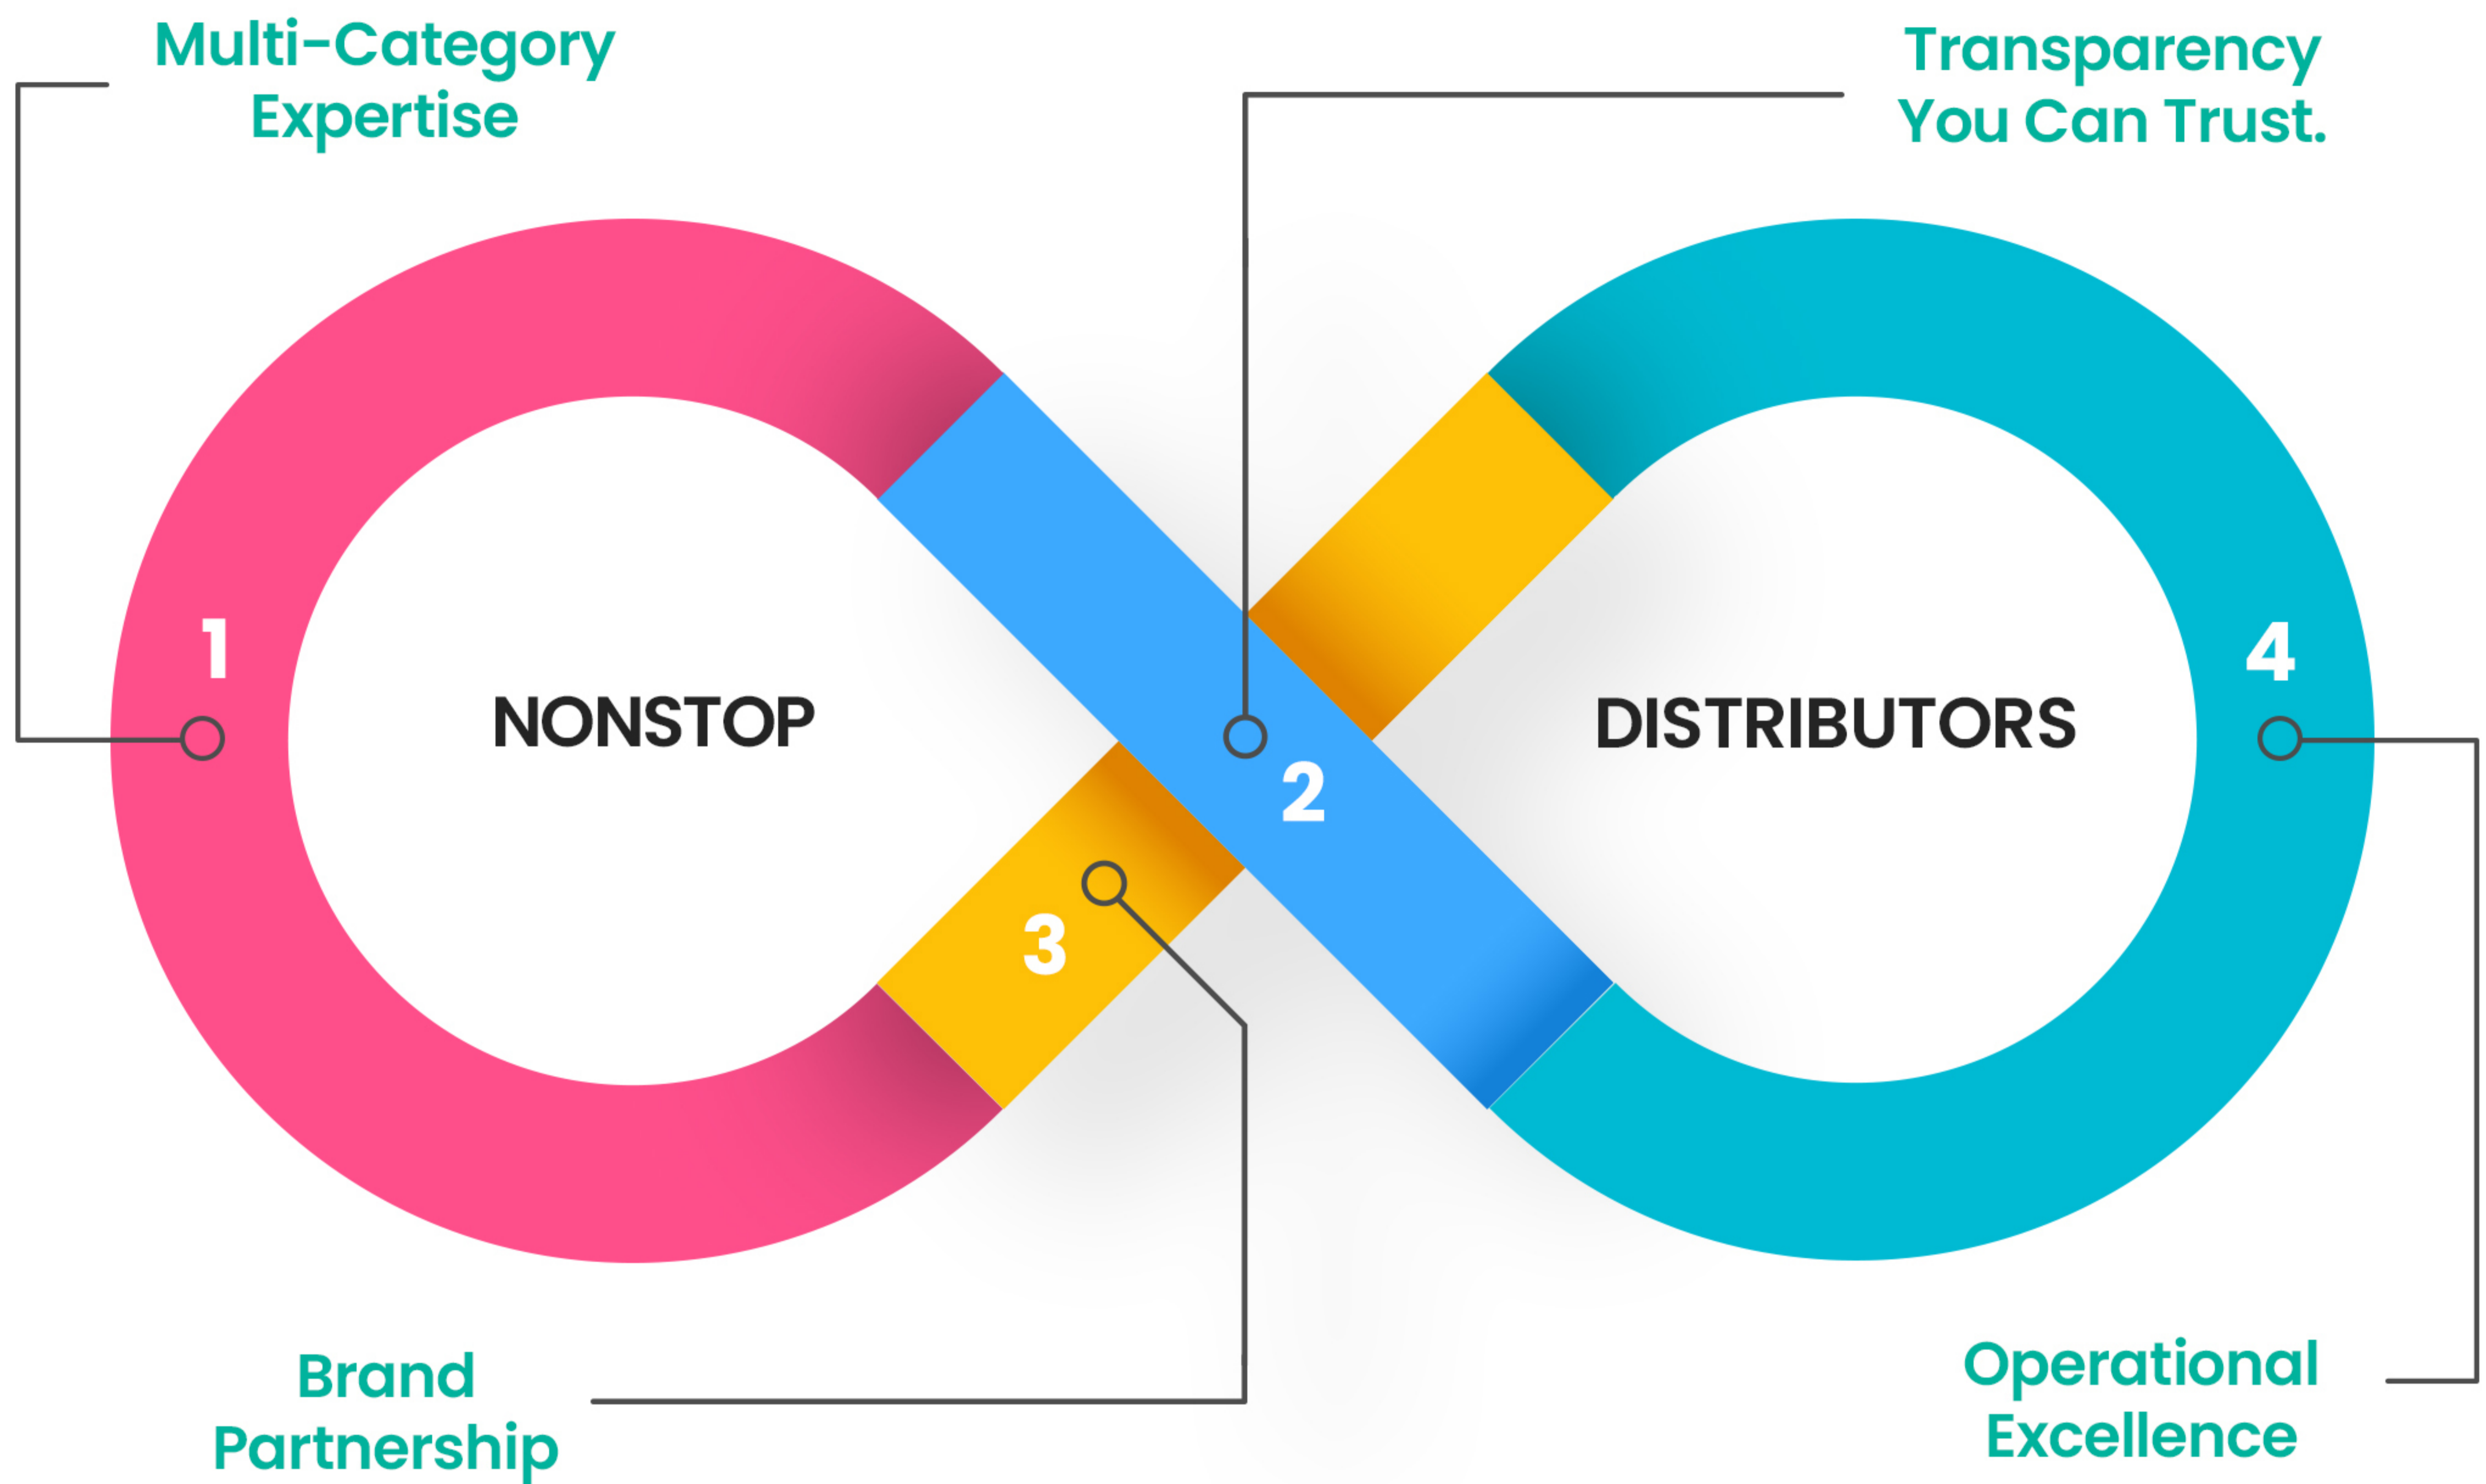 Multi-Category
Expertise
Transparency
You Can Trust.
1
NONSTOP
2
3
DISTRIBUTORS
4
Brand
Partnership
Operational
Excellence